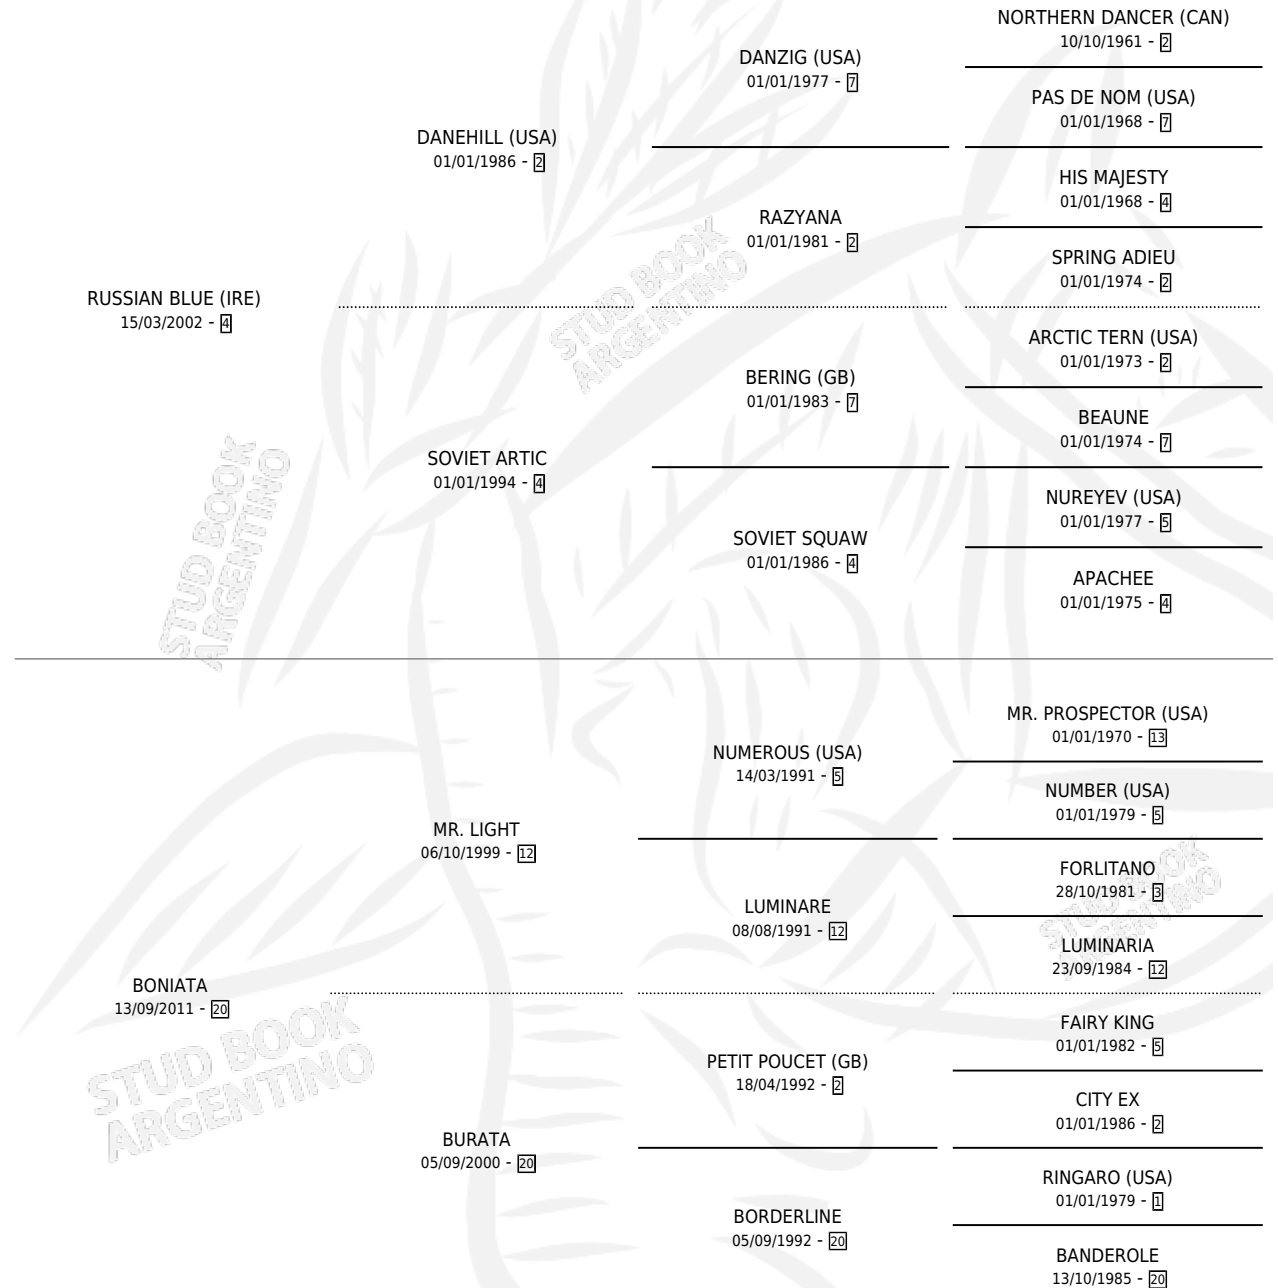 NORTHERN DANCER (CAN)
10/10/1961 - 2
DANZIG (USA)
01/01/1977 - 7
PAS DE NOM (USA)
01/01/1968 - 7
DANEHILL (USA)
01/01/1986 - 2
HIS MAJESTY
01/01/1968 - 4
RAZYANA
01/01/1981 - 2
SPRING ADIEU
01/01/1974 - 2
RUSSIAN BLUE (IRE)
15/03/2002 - 4
STUD BOOK
ARGENTINO
ARCTIC TERN (USA)
01/01/1973 - 2
BERING (GB)
01/01/1983 - 7
BEAUNE
01/01/1974 - 7
SOVIET ARTIC
01/01/1994 - 4
NUREYEV (USA)
01/01/1977 - 5
SOVIET SQUAW
01/01/1986 - 4
APACHEE
01/01/1975 - 4
STUD BOOK
ARGENTINO
MR. PROSPECTOR (USA)
01/01/1970 - 13
NUMEROUS (USA)
14/03/1991 - 5
NUMBER (USA)
01/01/1979 - 5
MR. LIGHT
06/10/1999 - 12
FORLITANO
28/10/1981 - 3
LUMINARE
08/08/1991 - 12
STUD BOOK
ARGENTINO
LUMINARIA
23/09/1984 - 12
BONIATA
13/09/2011 - 20
FAIRY KING
01/01/1982 - 5
PETIT POUCET (GB)
18/04/1992 - 2
STUD BOOK
ARGENTINO
CITY EX
01/01/1986 - 2
BURATA
05/09/2000 - 20
RINGARO (USA)
01/01/1979 - 1
BORDERLINE
05/09/1992 - 20
BANDEROLE
13/10/1985 - 20